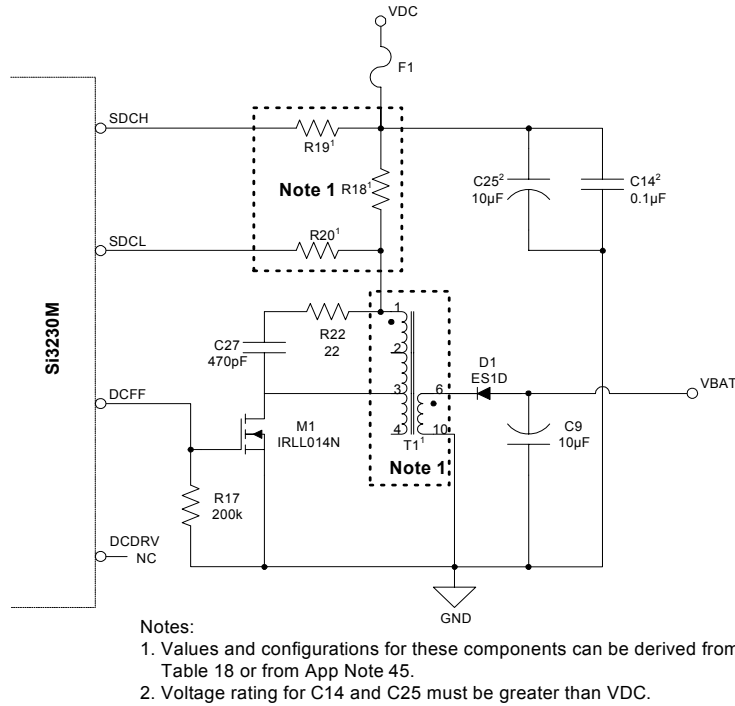 VDC
F1
SDCH
R19¹
Note 1
R18¹
C25²
10µF
C14²
0.1µF
SDCL
R20¹
Si3230M
1
R22
22
C27
470pF
2
D1
ES1D
DCFF
3
6
VBAT
M1
IRLL014N
4
10
T1¹
C9
10µF
Note 1
R17
200k
DCDRV
NC
GND
Notes:
1. Values and configurations for these components can be derived from
Table 18 or from App Note 45.
2. Voltage rating for C14 and C25 must be greater than VDC.